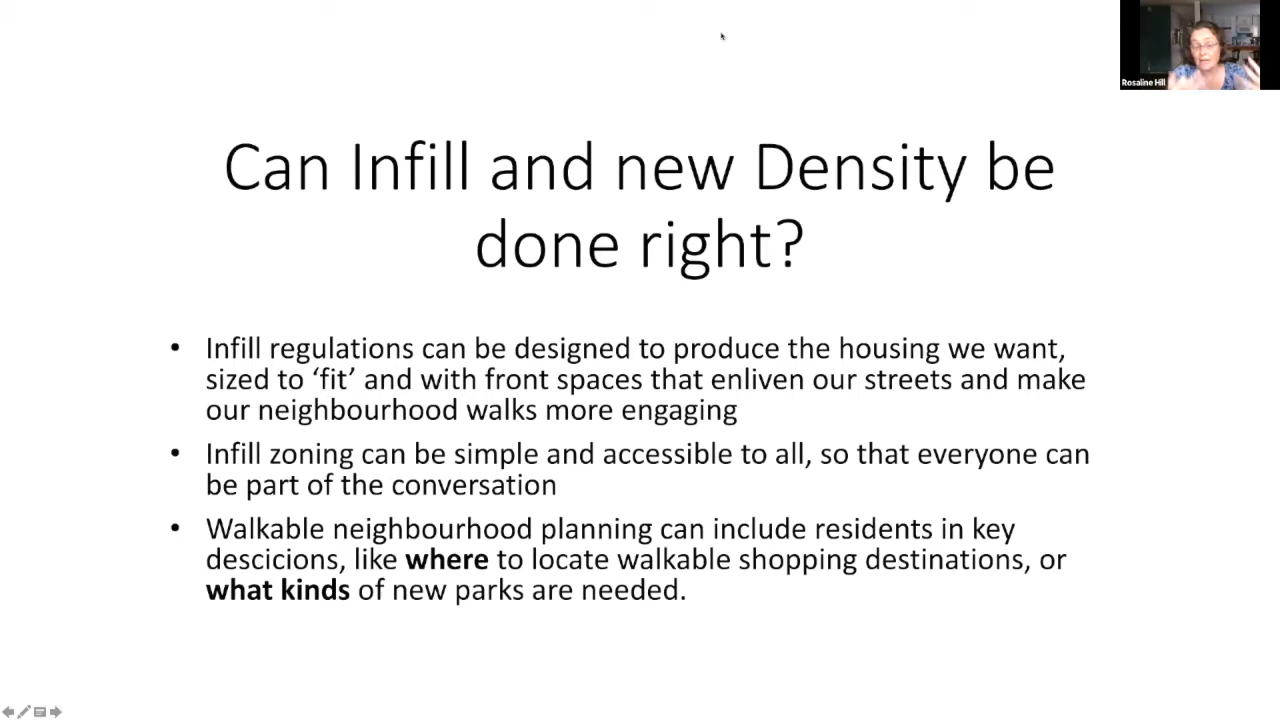 Rosaline Hill
Can Infill and new Density be
done right?
• Infill regulations can be designed to produce the housing we want,
sized to ‘fit’ and with front spaces that enliven our streets and make
our neighbourhood walks more engaging
• Infill zoning can be simple and accessible to all, so that everyone can
be part of the conversation
• Walkable neighbourhood planning can include residents in key
descicions, like where to locate walkable shopping destinations, or
what kinds of new parks are needed.